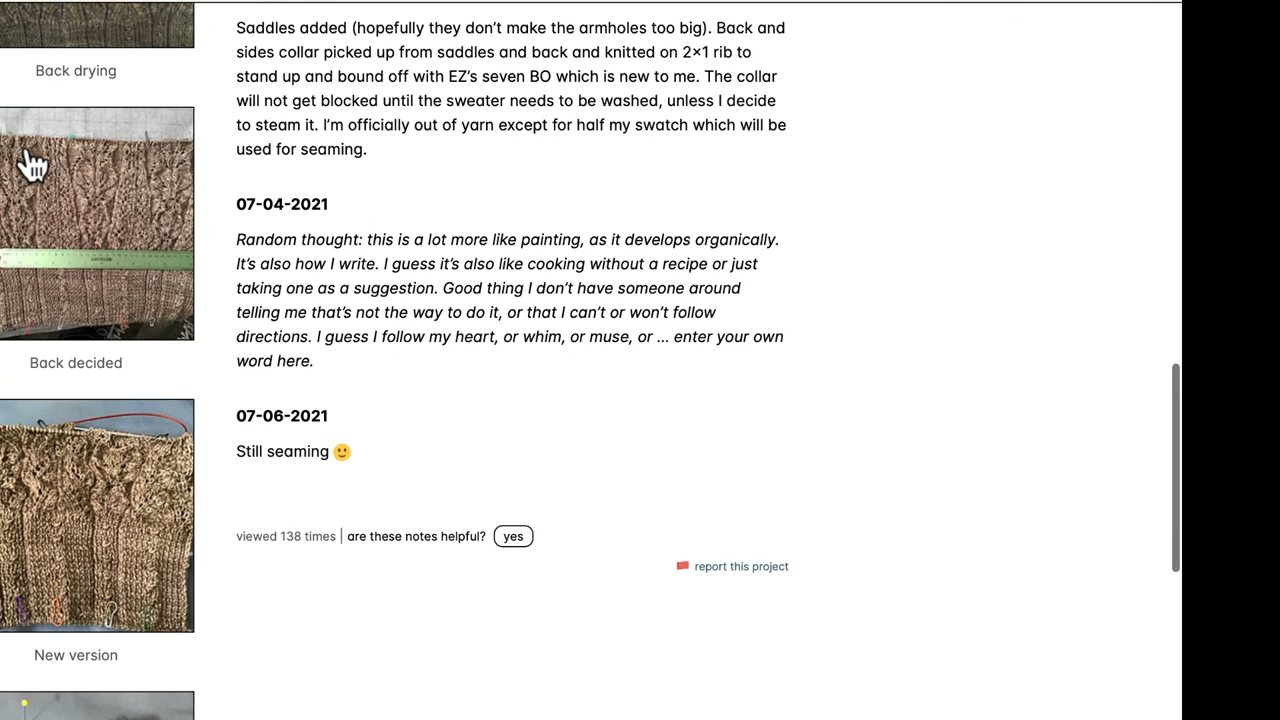 Back drying
Back decided
New version
Saddles added (hopefully they don’t make the armholes too big). Back and
sides collar picked up from saddles and back and knitted on 2×1 rib to
stand up and bound off with EZ’s seven BO which is new to me. The collar
will not get blocked until the sweater needs to be washed, unless I decide
to steam it. I’m officially out of yarn except for half my swatch which will be
used for seaming.
07-04-2021
Random thought: this is a lot more like painting, as it develops organically.
It’s also how I write. I guess it’s also like cooking without a recipe or just
taking one as a suggestion. Good thing I don’t have someone around
telling me that’s not the way to do it, or that I can’t or won’t follow
directions. I guess I follow my heart, or whim, or muse, or ... enter your own
word here.
07-06-2021
Still seaming 🙂
viewed 138 times | are these notes helpful? yes
report this project